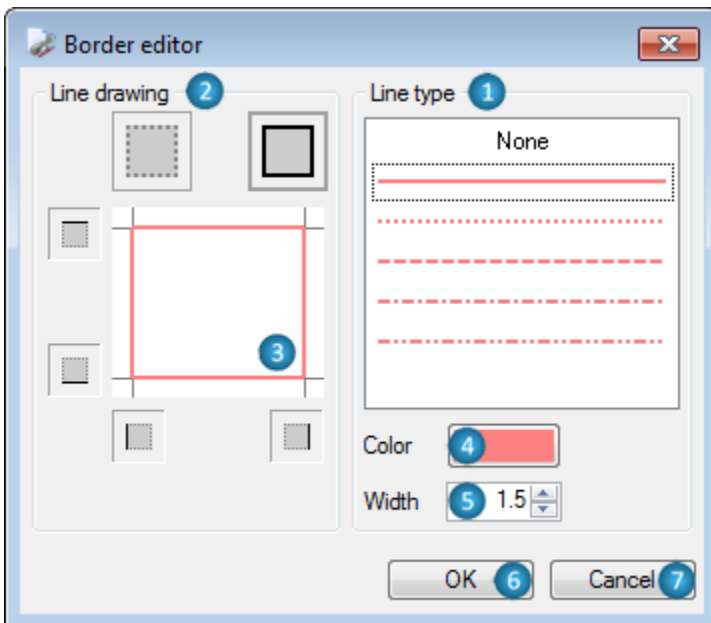 Border editor
Line drawing 2
Line type 1
None
3
Color 4
Width 5 1.5
OK 6
Cancel 7